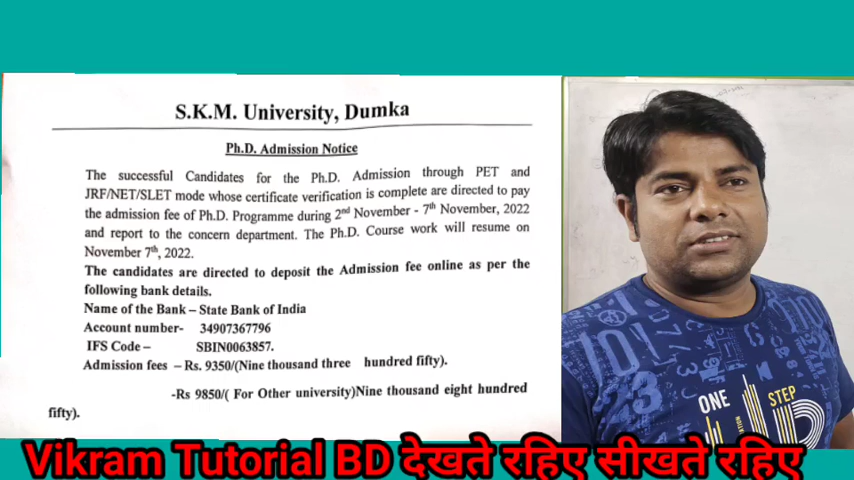 S.K.M. University, Dumka
Ph.D. Admission Notice
The successful Candidates for the Ph.D. Admission through PET and
JRF/NET/SLET mode whose certificate verification is complete are directed to pay
the admission fee of Ph.D. Programme during 2nd November - 7th November, 2022
and report to the concern department. The Ph.D. Course work will resume on
November 7th, 2022.
The candidates are directed to deposit the Admission fee online as per the
following bank details.
Name of the Bank – State Bank of India
Account number- 34907367796
IFS Code – SBIN0063857.
Admission fees – Rs. 9350/(Nine thousand three hundred fifty).
-Rs 9850/( For Other university)Nine thousand eight hundred
fifty).
ONE STEP
UP
Vikram Tutorial BD देखते रहिए सीखते रहिए